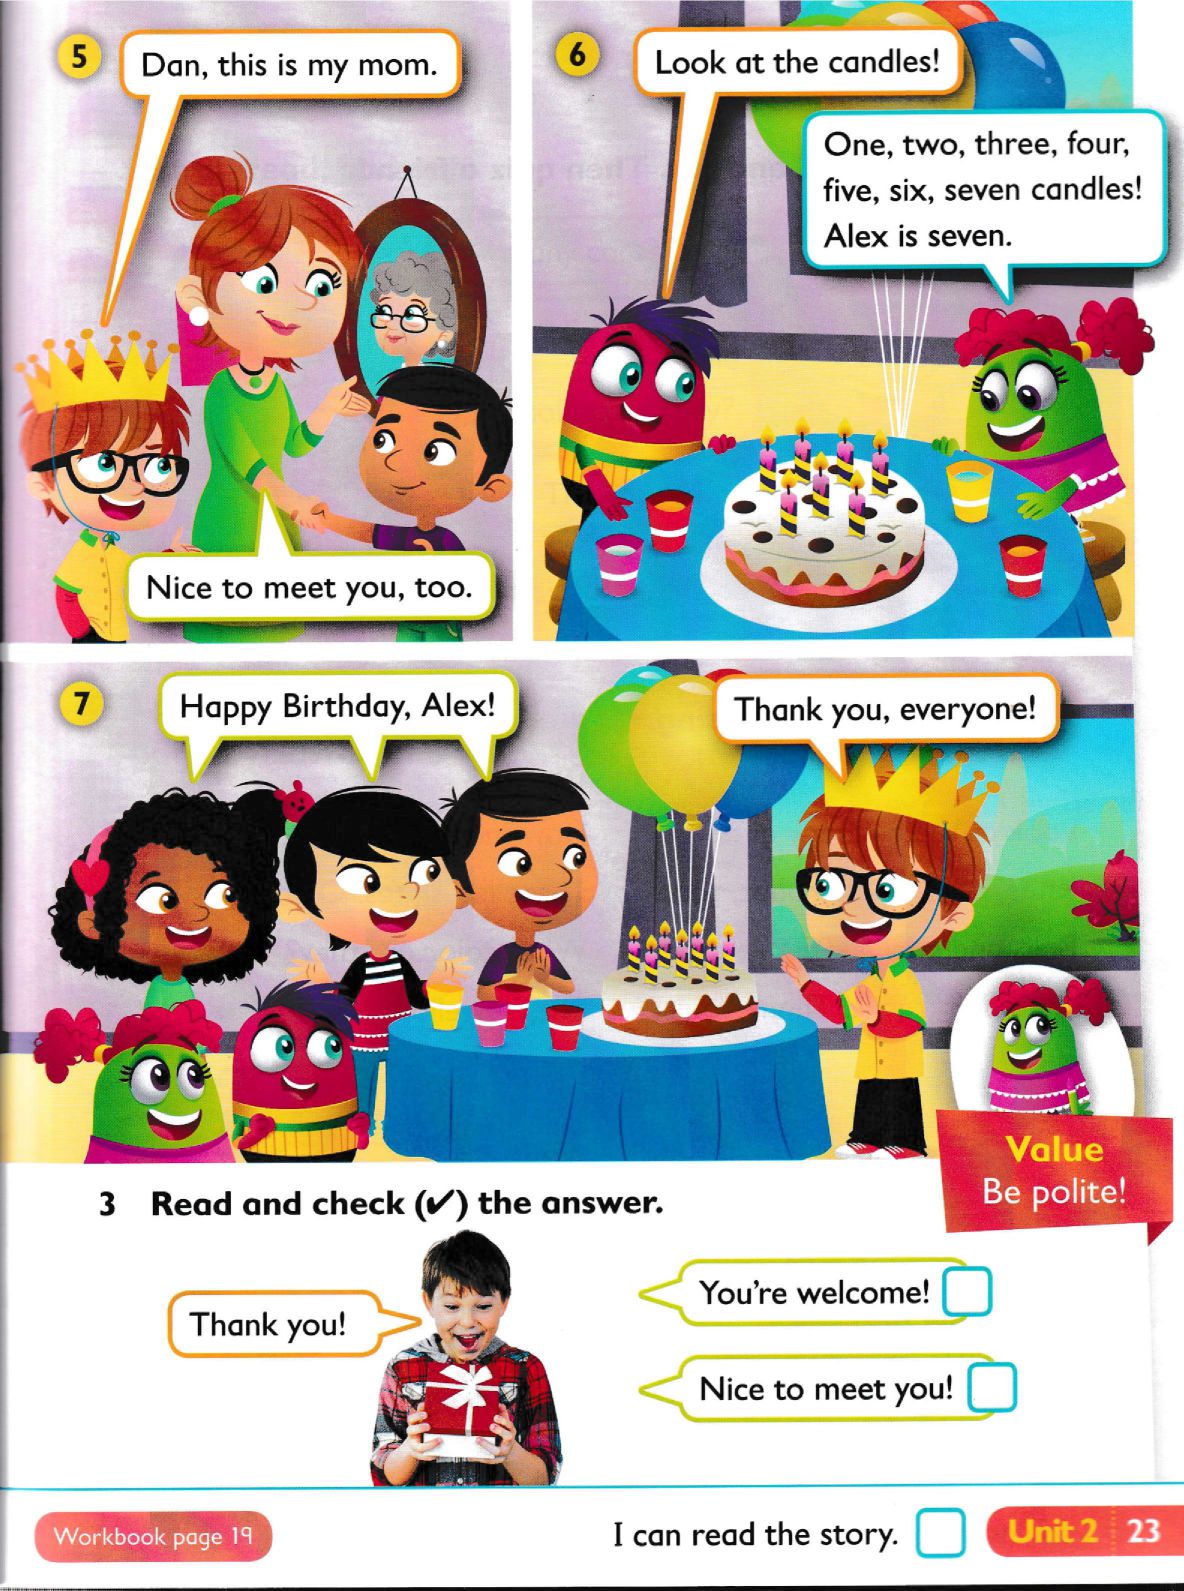 5
Dan, this is my mom.
Nice to meet you, too.
6
Look at the candles!
One, two, three, four,
five, six, seven candles!
Alex is seven.
7
Happy Birthday, Alex!
Thank you, everyone!
Value
Be polite!
3 Read and check (✔) the answer.
Thank you!
You're welcome!
Nice to meet you!
Workbook page 19
I can read the story.
Unit 2 23